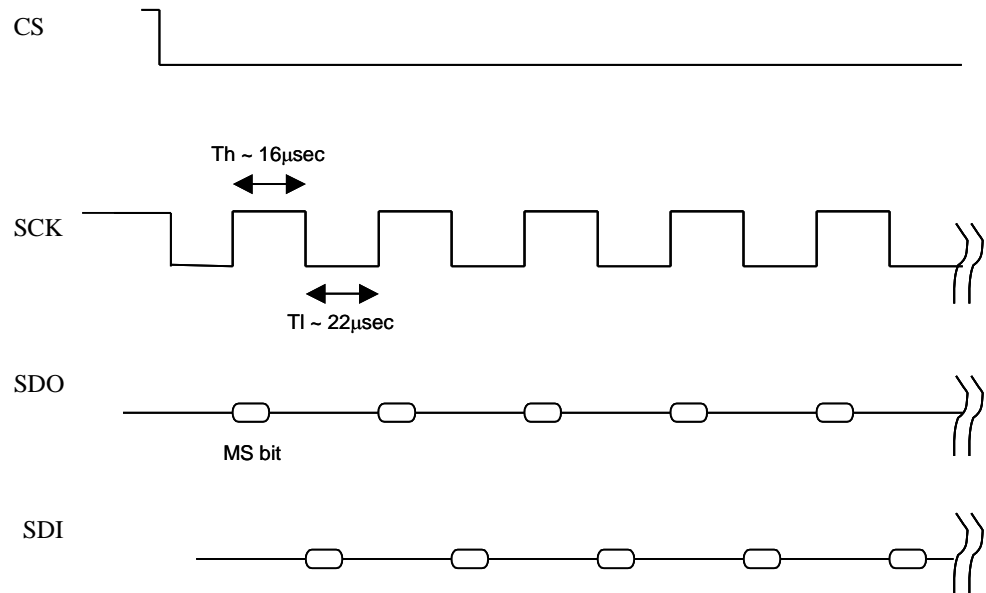 CS
Th ~ 16μsec
SCK
Tl ~ 22μsec
SDO
MS bit
SDI